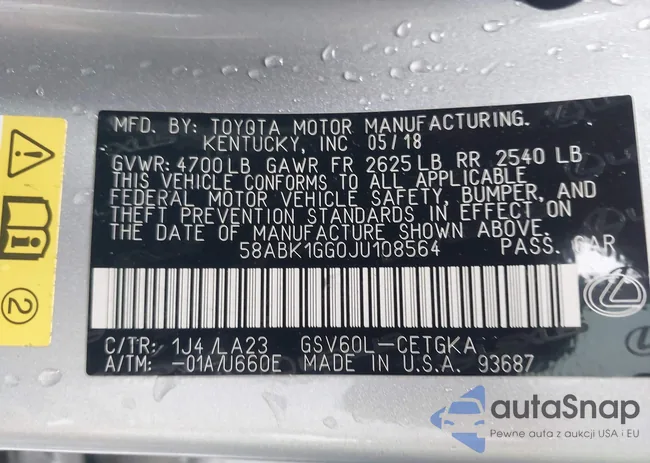 MFD. BY: TOYOTA MOTOR MANUFACTURING.
KENTUCKY, INC 05/18
GVWR: 4700LB GAWR FR 2625LB RR 2540 LB
THIS VEHICLE CONFORMS TO ALL APPLICABLE
FEDERAL MOTOR VEHICLE SAFETY, BUMPER, AND
THEFT PREVENTION STANDARDS IN EFFECT ON
THE DATE OF MANUFACTURE SHOWN ABOVE.
58ABK1GG0JU108564 PASS. CAR
C/TR: 1J4/LA23 GSV60L-CETGKA
A/TM: -01A/U660E MADE IN U.S.A. 93687
2
autaSnap
Pewne auta z aukcji USA i EU